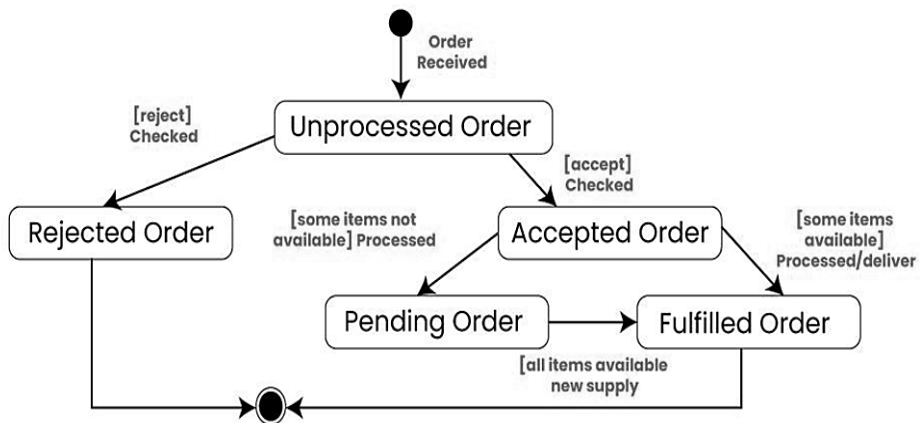 Order
Received
[reject]
Checked
Unprocessed Order
[accept]
Checked
Rejected Order
[some items not
available] Processed
Accepted Order
[some items
available]
Processed/deliver
Pending Order
Fulfilled Order
[all items available
new supply